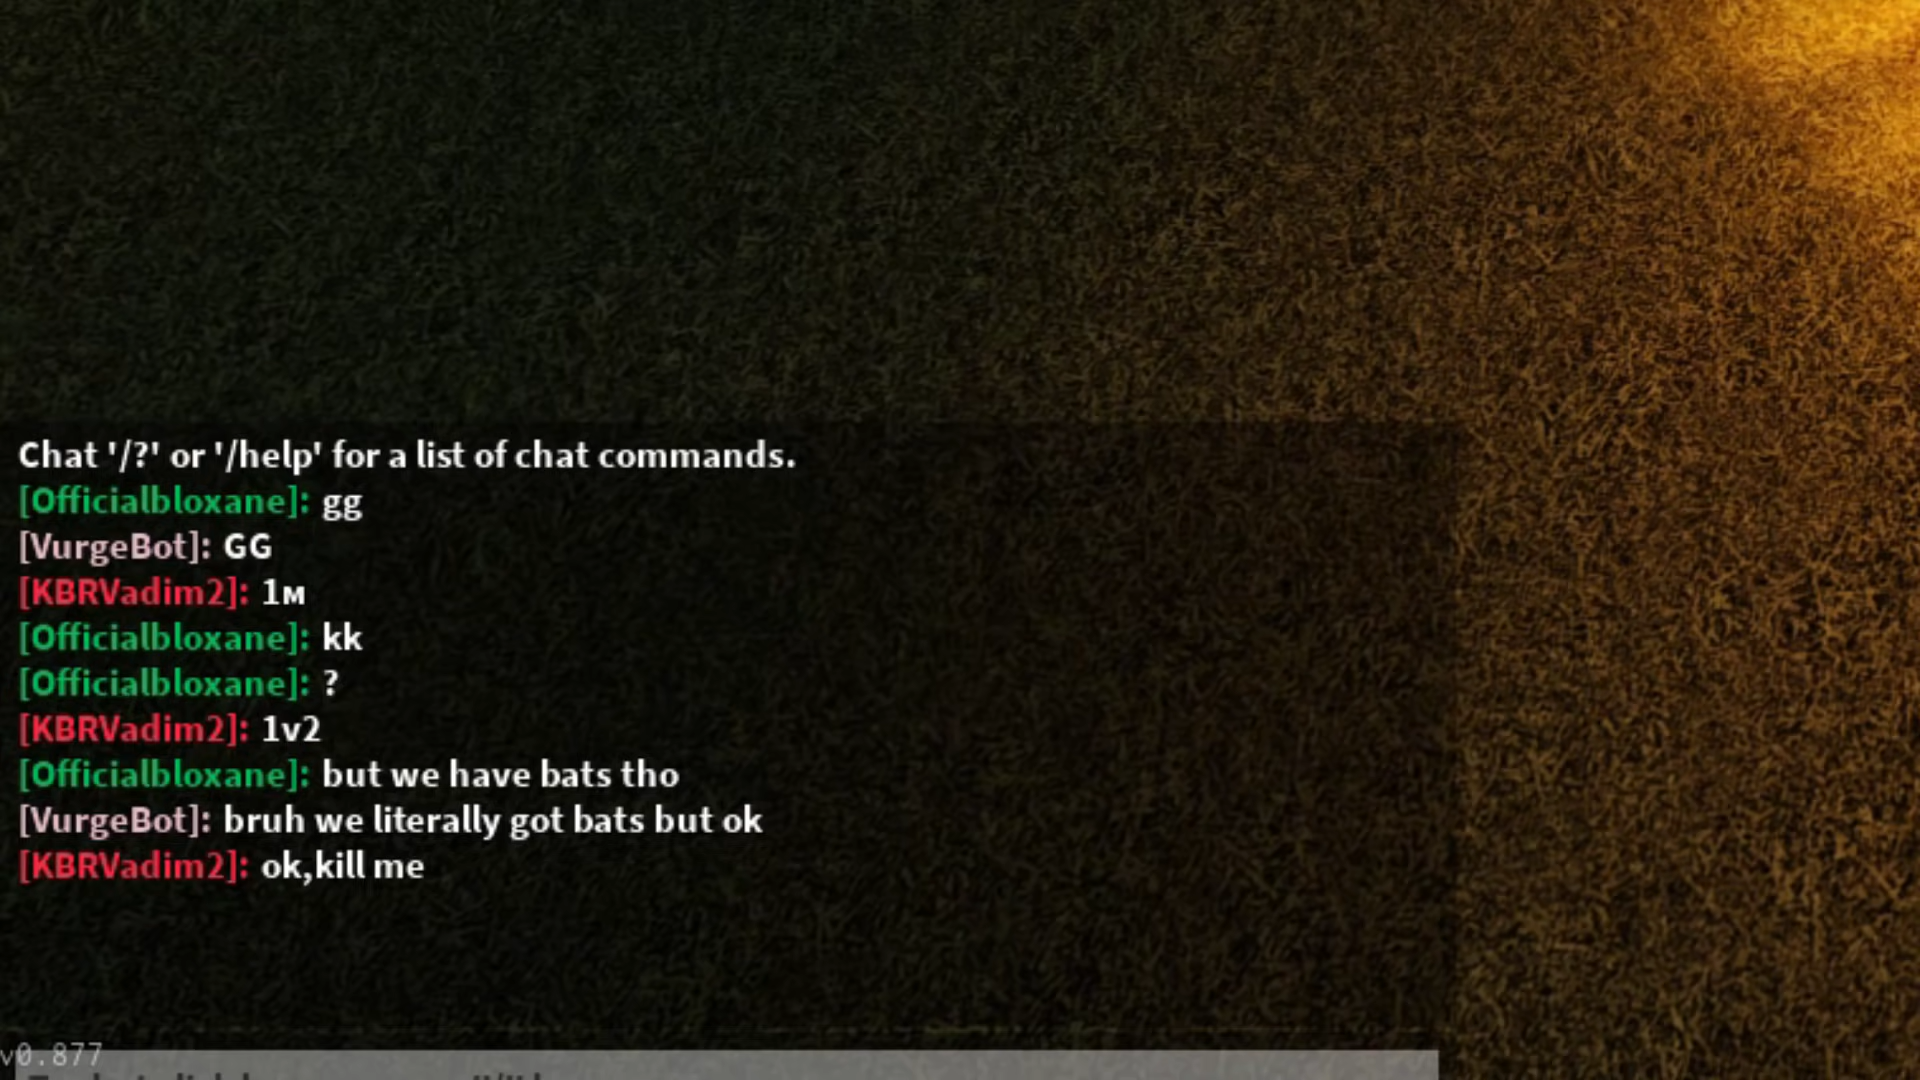 Chat '/?' or '/help' for a list of chat commands.
[Officialbloxane]: gg
[VurgeBot]: GG
[KBRVadim2]: 1м
[Officialbloxane]: kk
[Officialbloxane]: ?
[KBRVadim2]: 1v2
[Officialbloxane]: but we have bats tho
[VurgeBot]: bruh we literally got bats but ok
[KBRVadim2]: ok,kill me
v0.877